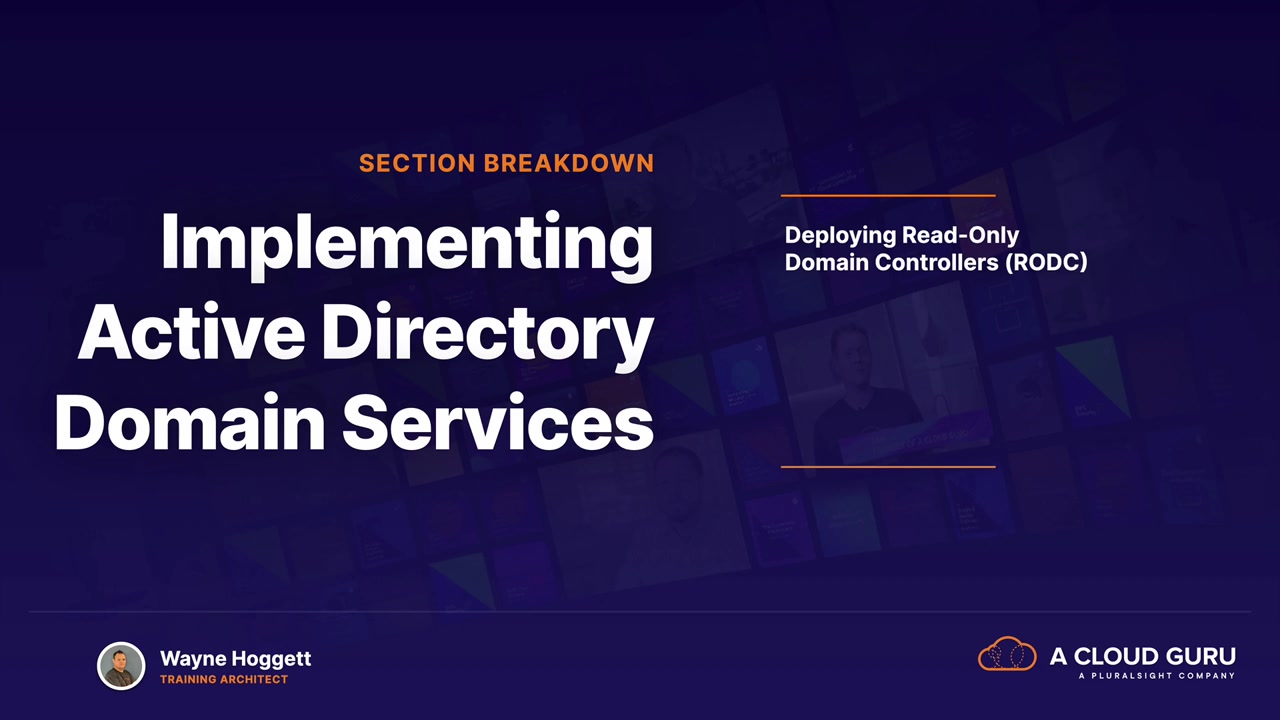 SECTION BREAKDOWN
Implementing
Active Directory
Domain Services
Deploying Read-Only
Domain Controllers (RODC)
Wayne Hoggett
TRAINING ARCHITECT
A CLOUD GURU
A PLURALSIGHT COMPANY